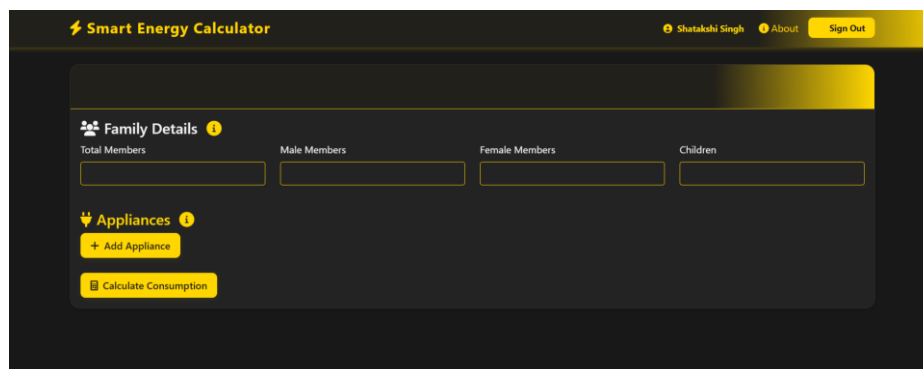 Smart Energy Calculator
Shatakshi Singh
About
Sign Out
Family Details
Total Members
Male Members
Female Members
Children
Appliances
+ Add Appliance
Calculate Consumption